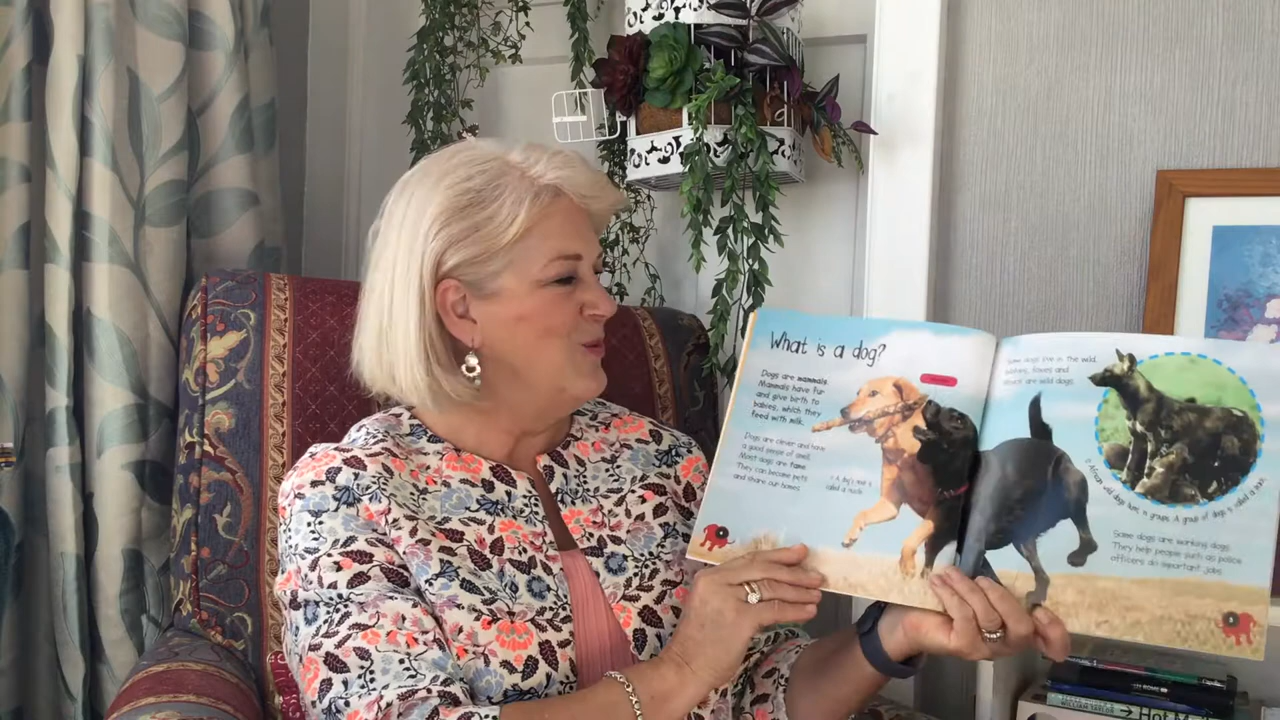 What is a dog?
Dogs are mammals.
Mammals have fur
and give birth to
babies, which they
feed with milk.
Dogs are clever and have
a good sense of smell.
Most dogs are tame.
They can become pets
and share our homes.
A dog's nose is
called a muzzle.
Some dogs live in the wild.
foxes and
are wild dogs.
African wild dogs live in groups. A group of dogs is called a pack.
Some dogs are working dogs.
They help people such as police
officers do important jobs.
ROME
WILLIAM TAYLOR